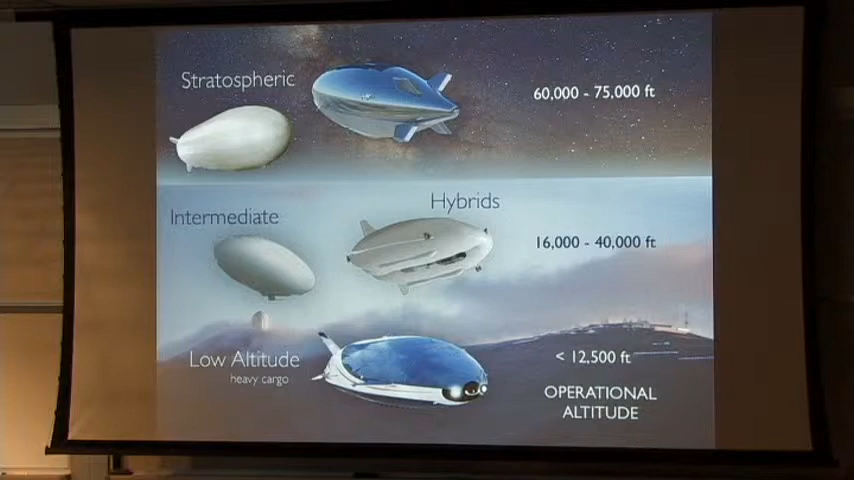 Stratospheric
60,000 - 75,000 ft
Hybrids
Intermediate
16,000 - 40,000 ft
Low Altitude
heavy cargo
< 12,500 ft
OPERATIONAL
ALTITUDE